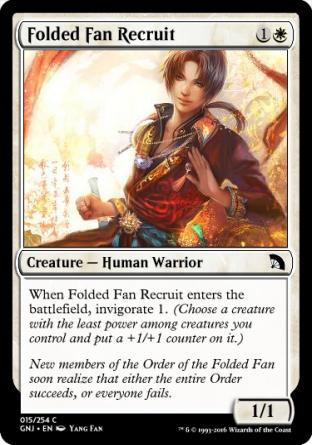 Folded Fan Recruit 1
Creature — Human Warrior
When Folded Fan Recruit enters the
battlefield, invigorate 1. (Choose a creature
with the least power among creatures you
control and put a +1/+1 counter on it.)
New members of the Order of the Folded Fan
soon realize that either the entire Order
succeeds, or everyone fails.
1/1
015/254 C
GNJ • EN Yang Fan
™ & © 1993-2016 Wizards of the Coast